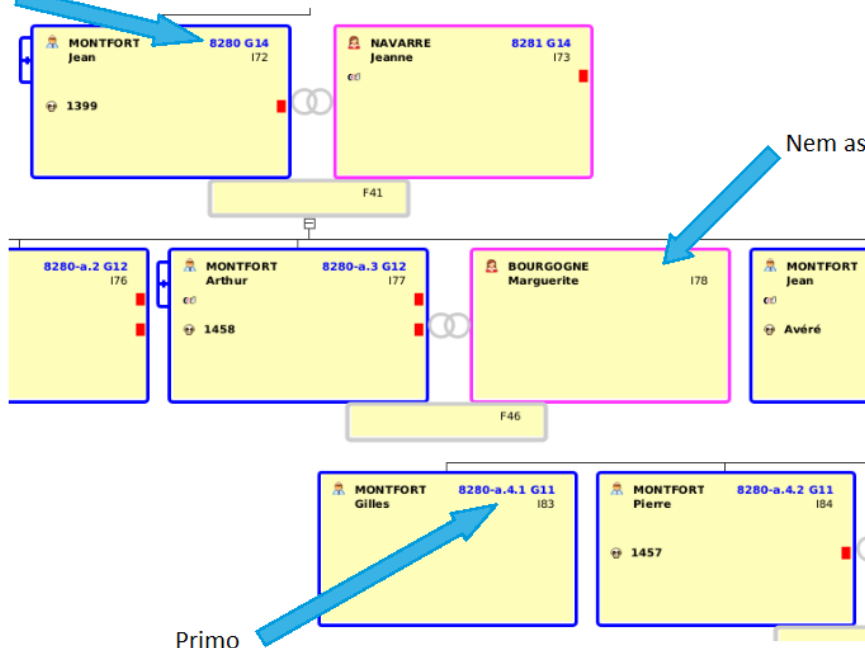 MONTFORT 8280 G14
Jean I72
1399
NAVARRE 8281 G14
Jeanne I73
Nem as
F41
8280-a.2 G12
I76
MONTFORT 8280-a.3 G12
Arthur I77
1458
BOURGOGNE
Marguerite I78
MONTFORT
Jean
Avéré
F46
MONTFORT 8280-a.4.1 G11
Gilles I83
MONTFORT 8280-a.4.2 G11
Pierre I84
1457
Primo